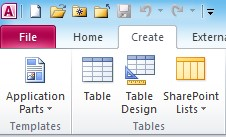 A
File Home Create Externa
Application Parts
Table
Table Design
SharePoint Lists
Templates
Tables